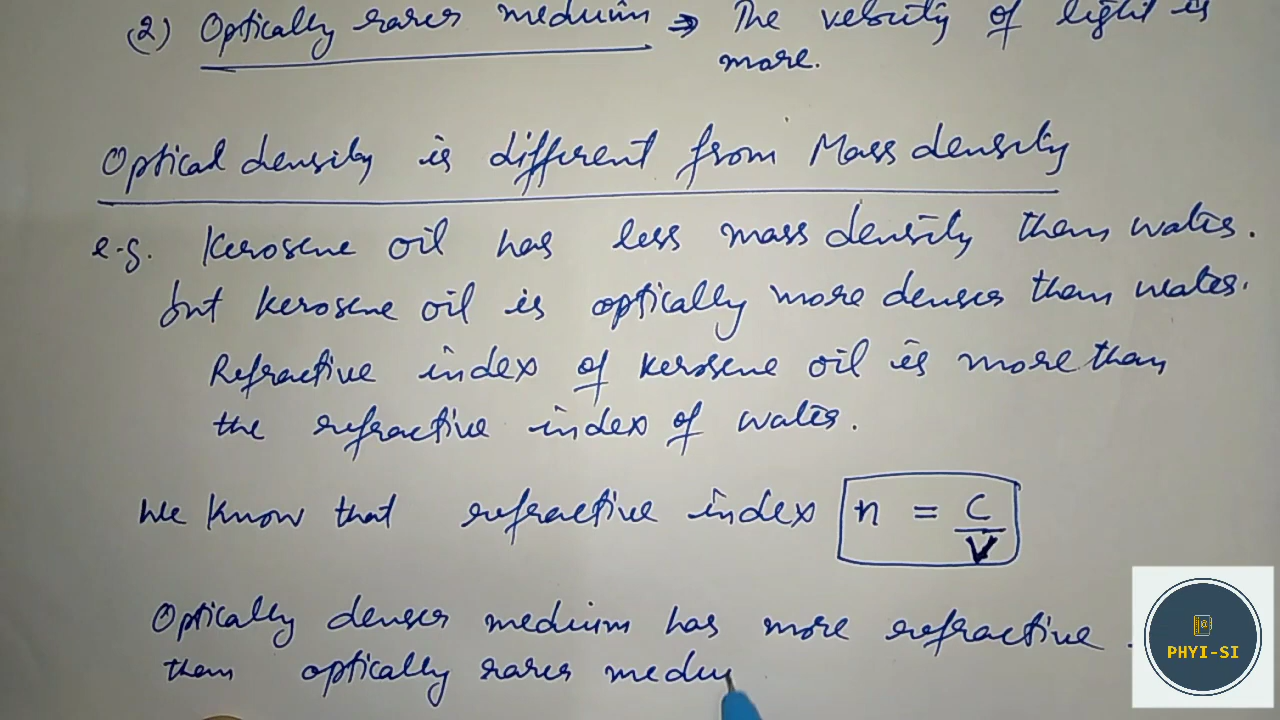 (2) Optically rarer medium ⇒ The velocity of light is
more.
Optical density is different from Mass density
e.g. Kerosene oil has less mass density than water.
but kerosene oil is optically more denser than water.
Refractive index of kerosene oil is more than
the refractive index of water.
We know that refractive index n = C/V
Optically denser medium has more refractive
than optically rarer mediu
PHYI-SI